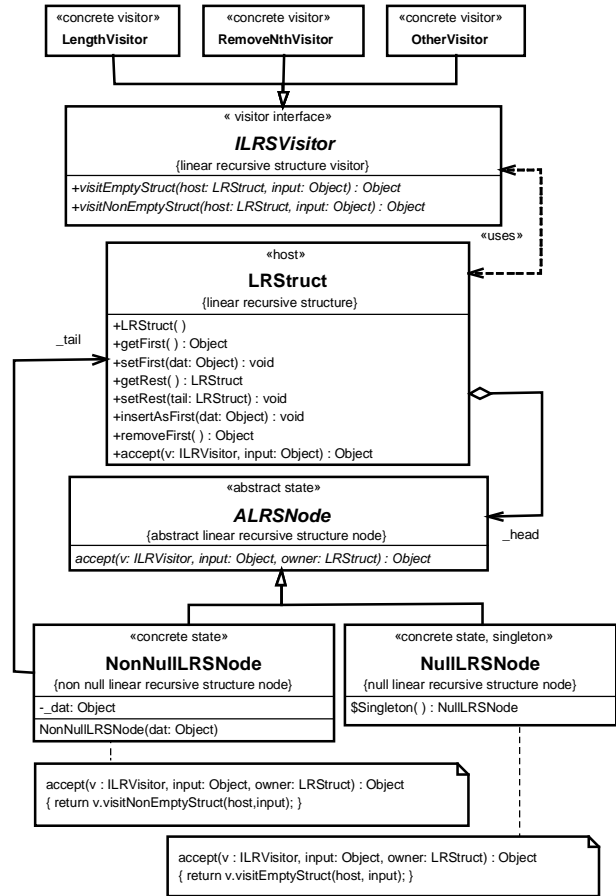 «concrete visitor»
LengthVisitor
«concrete visitor»
RemoveNthVisitor
«concrete visitor»
OtherVisitor
« visitor interface»
ILRSVisitor
{linear recursive structure visitor}
+visitEmptyStruct(host: LRStruct, input: Object) : Object
+visitNonEmptyStruct(host: LRStruct, input: Object) : Object
«uses»
«host»
LRStruct
{linear recursive structure}
+LRStruct( )
+getFirst( ) : Object
+setFirst(dat: Object) : void
+getRest( ) : LRStruct
+setRest(tail: LRStruct) : void
+insertAsFirst(dat: Object) : void
+removeFirst( ) : Object
+accept(v: ILRVisitor, input: Object) : Object
_tail
«abstract state»
ALRSNode
{abstract linear recursive structure node}
accept(v: ILRVisitor, input: Object, owner: LRStruct) : Object
_head
«concrete state»
NonNullLRSNode
{non null linear recursive structure node}
-_dat: Object
NonNullLRSNode(dat: Object)
«concrete state, singleton»
NullLRSNode
{null linear recursive structure node}
$Singleton( ) : NullLRSNode
accept(v : ILRVisitor, input: Object, owner: LRStruct) : Object
{ return v.visitNonEmptyStruct(host,input); }
accept(v : ILRVisitor, input: Object, owner: LRStruct) : Object
{ return v.visitEmptyStruct(host, input); }